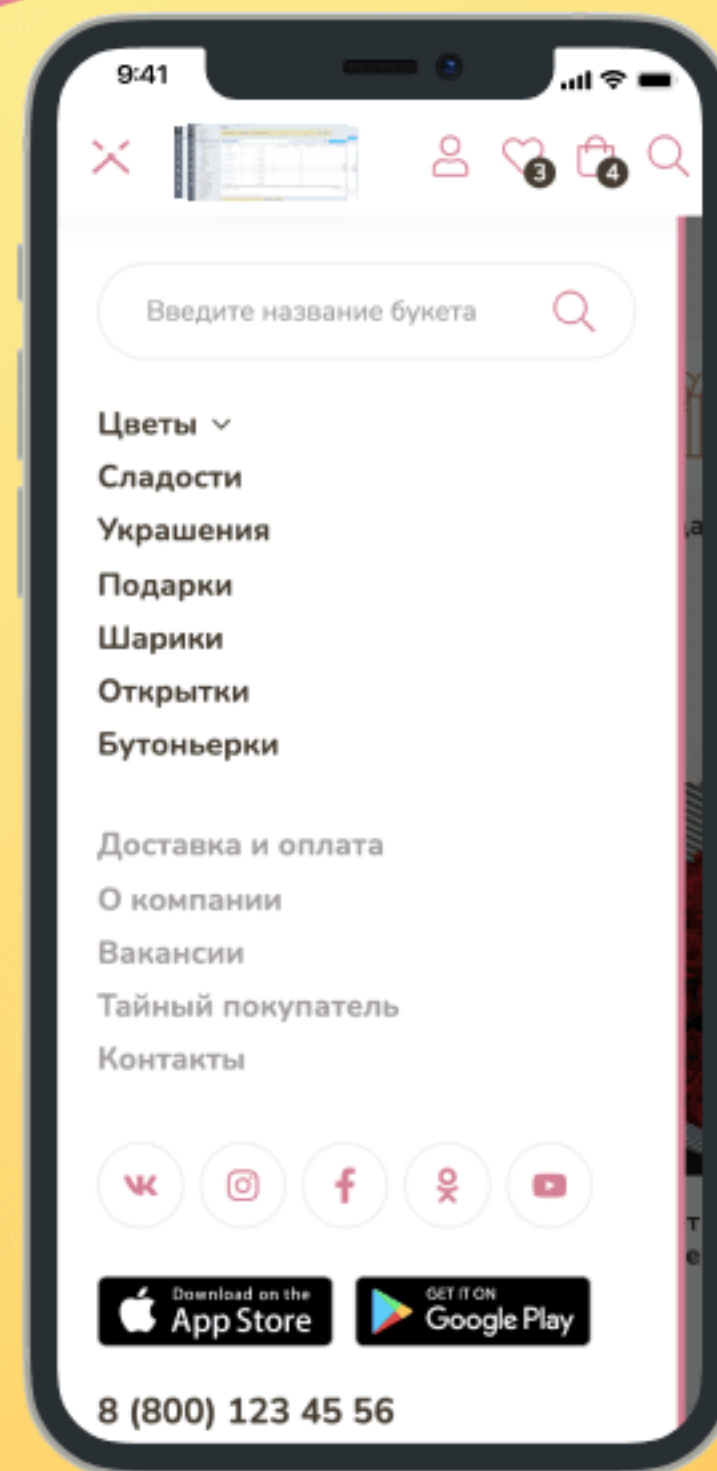 9:41
3
4
Введите название букета
Цветы
Сладости
Украшения
Подарки
Шарики
Открытки
Бутоньерки
Доставка и оплата
О компании
Вакансии
Тайный покупатель
Контакты
Download on the
App Store
GET IT ON
Google Play
8 (800) 123 45 56